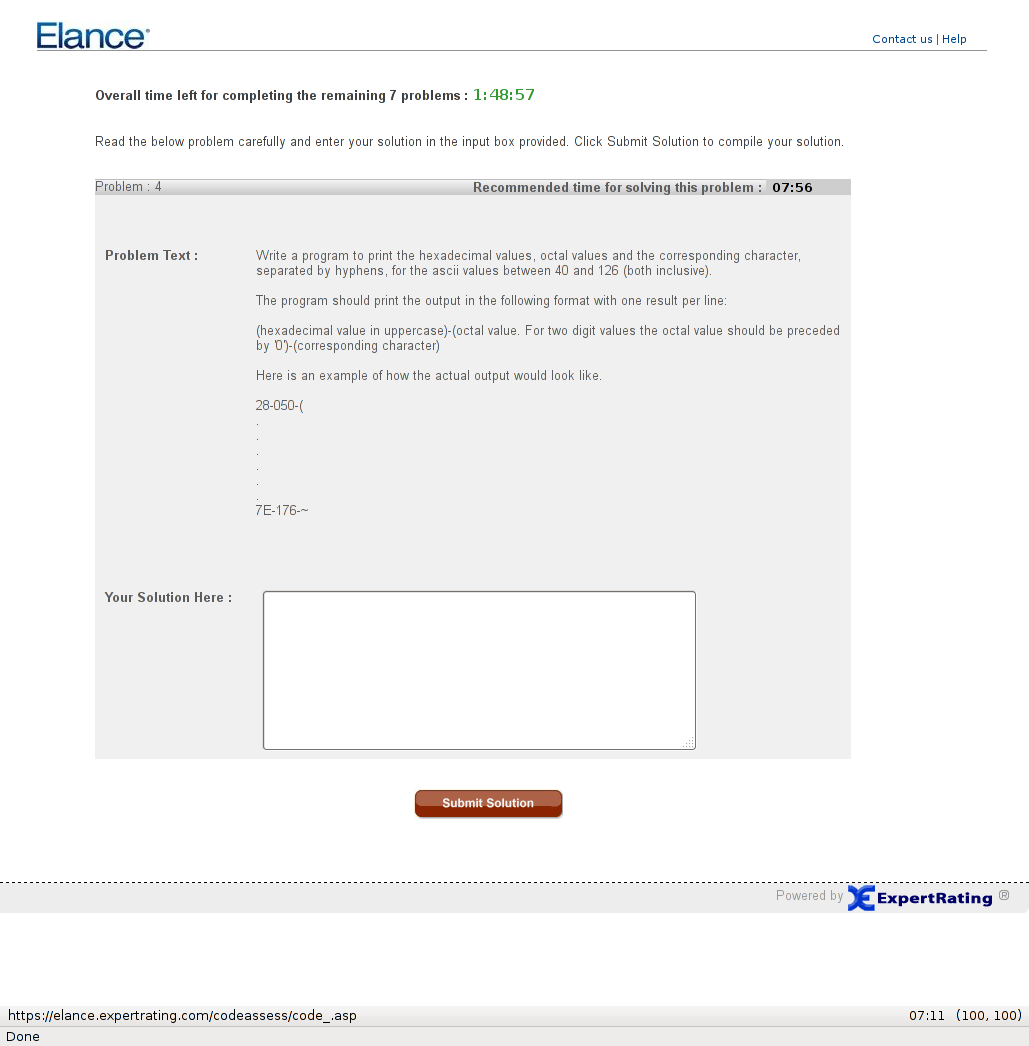 Elance
Contact us | Help
Overall time left for completing the remaining 7 problems : 1:48:57
Read the below problem carefully and enter your solution in the input box provided. Click Submit Solution to compile your solution.
Problem : 4
Recommended time for solving this problem : 07:56
Problem Text :
Write a program to print the hexadecimal values, octal values and the corresponding character,
separated by hyphens, for the ascii values between 40 and 126 (both inclusive).
The program should print the output in the following format with one result per line:
(hexadecimal value in uppercase)-(octal value. For two digit values the octal value should be preceded
by '0')-(corresponding character)
Here is an example of how the actual output would look like.
28-050-(
.
.
.
.
.
.
7E-176-~
Your Solution Here :
Submit Solution
Powered by ExpertRating ®
https://elance.expertrating.com/codeassess/code_.asp
07:11 (100, 100)
Done